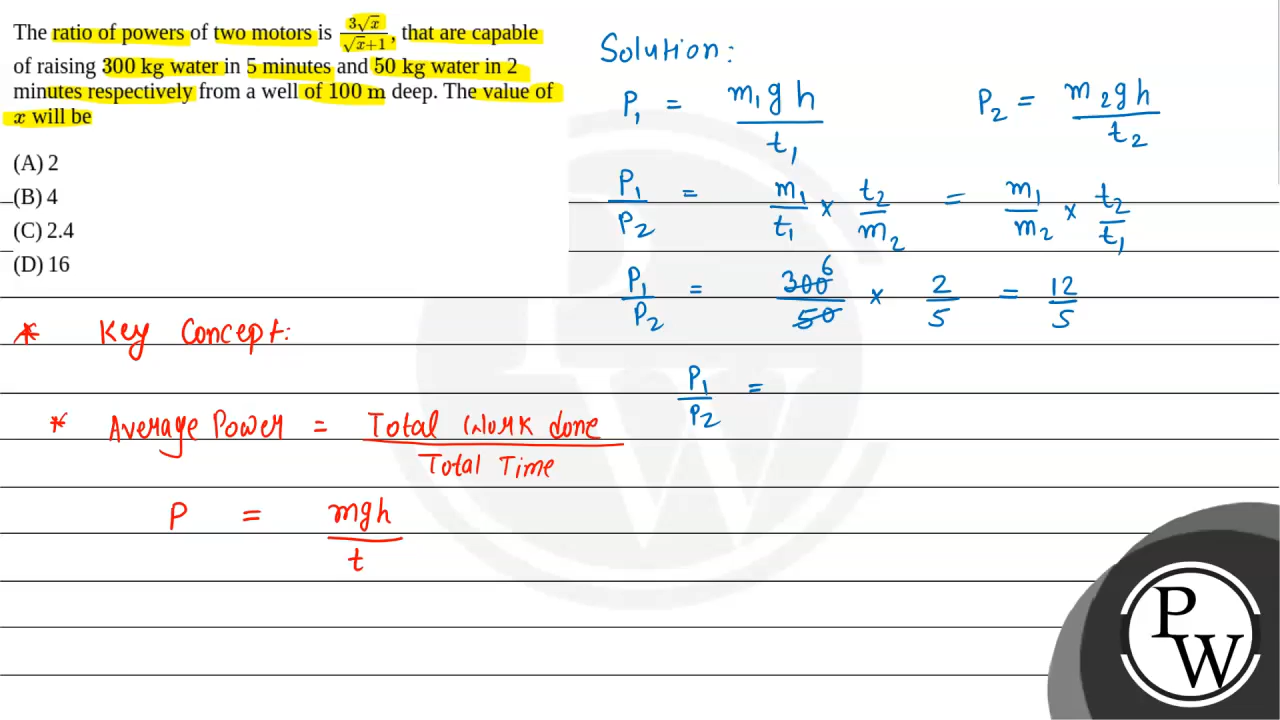 The ratio of powers of two motors is 3√x / √x+1, that are capable
of raising 300 kg water in 5 minutes and 50 kg water in 2
minutes respectively from a well of 100 m deep. The value of
x will be
(A) 2
(B) 4
(C) 2.4
(D) 16
* Key Concept:
* Average Power = Total Work done / Total Time
P = mgh / t
Solution:
P₁ = m₁gh / t₁ P₂ = m₂gh / t₂
P₁/P₂ = m₁/t₁ × t₂/m₂ = m₁/m₂ × t₂/t₁
P₁/P₂ = 300 6 / 50 × 2/5 = 12/5
P₁/P₂ =
PW
PW